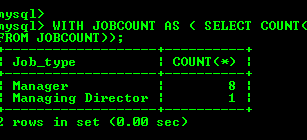 mysql>
mysql> WITH JOBCOUNT AS ( SELECT COUNT(
FROM JOBCOUNT));
+-------------------+----------+
| Job_type | COUNT(*) |
+-------------------+----------+
| Manager | 8 |
| Managing Director | 1 |
+-------------------+----------+
2 rows in set (0.00 sec)